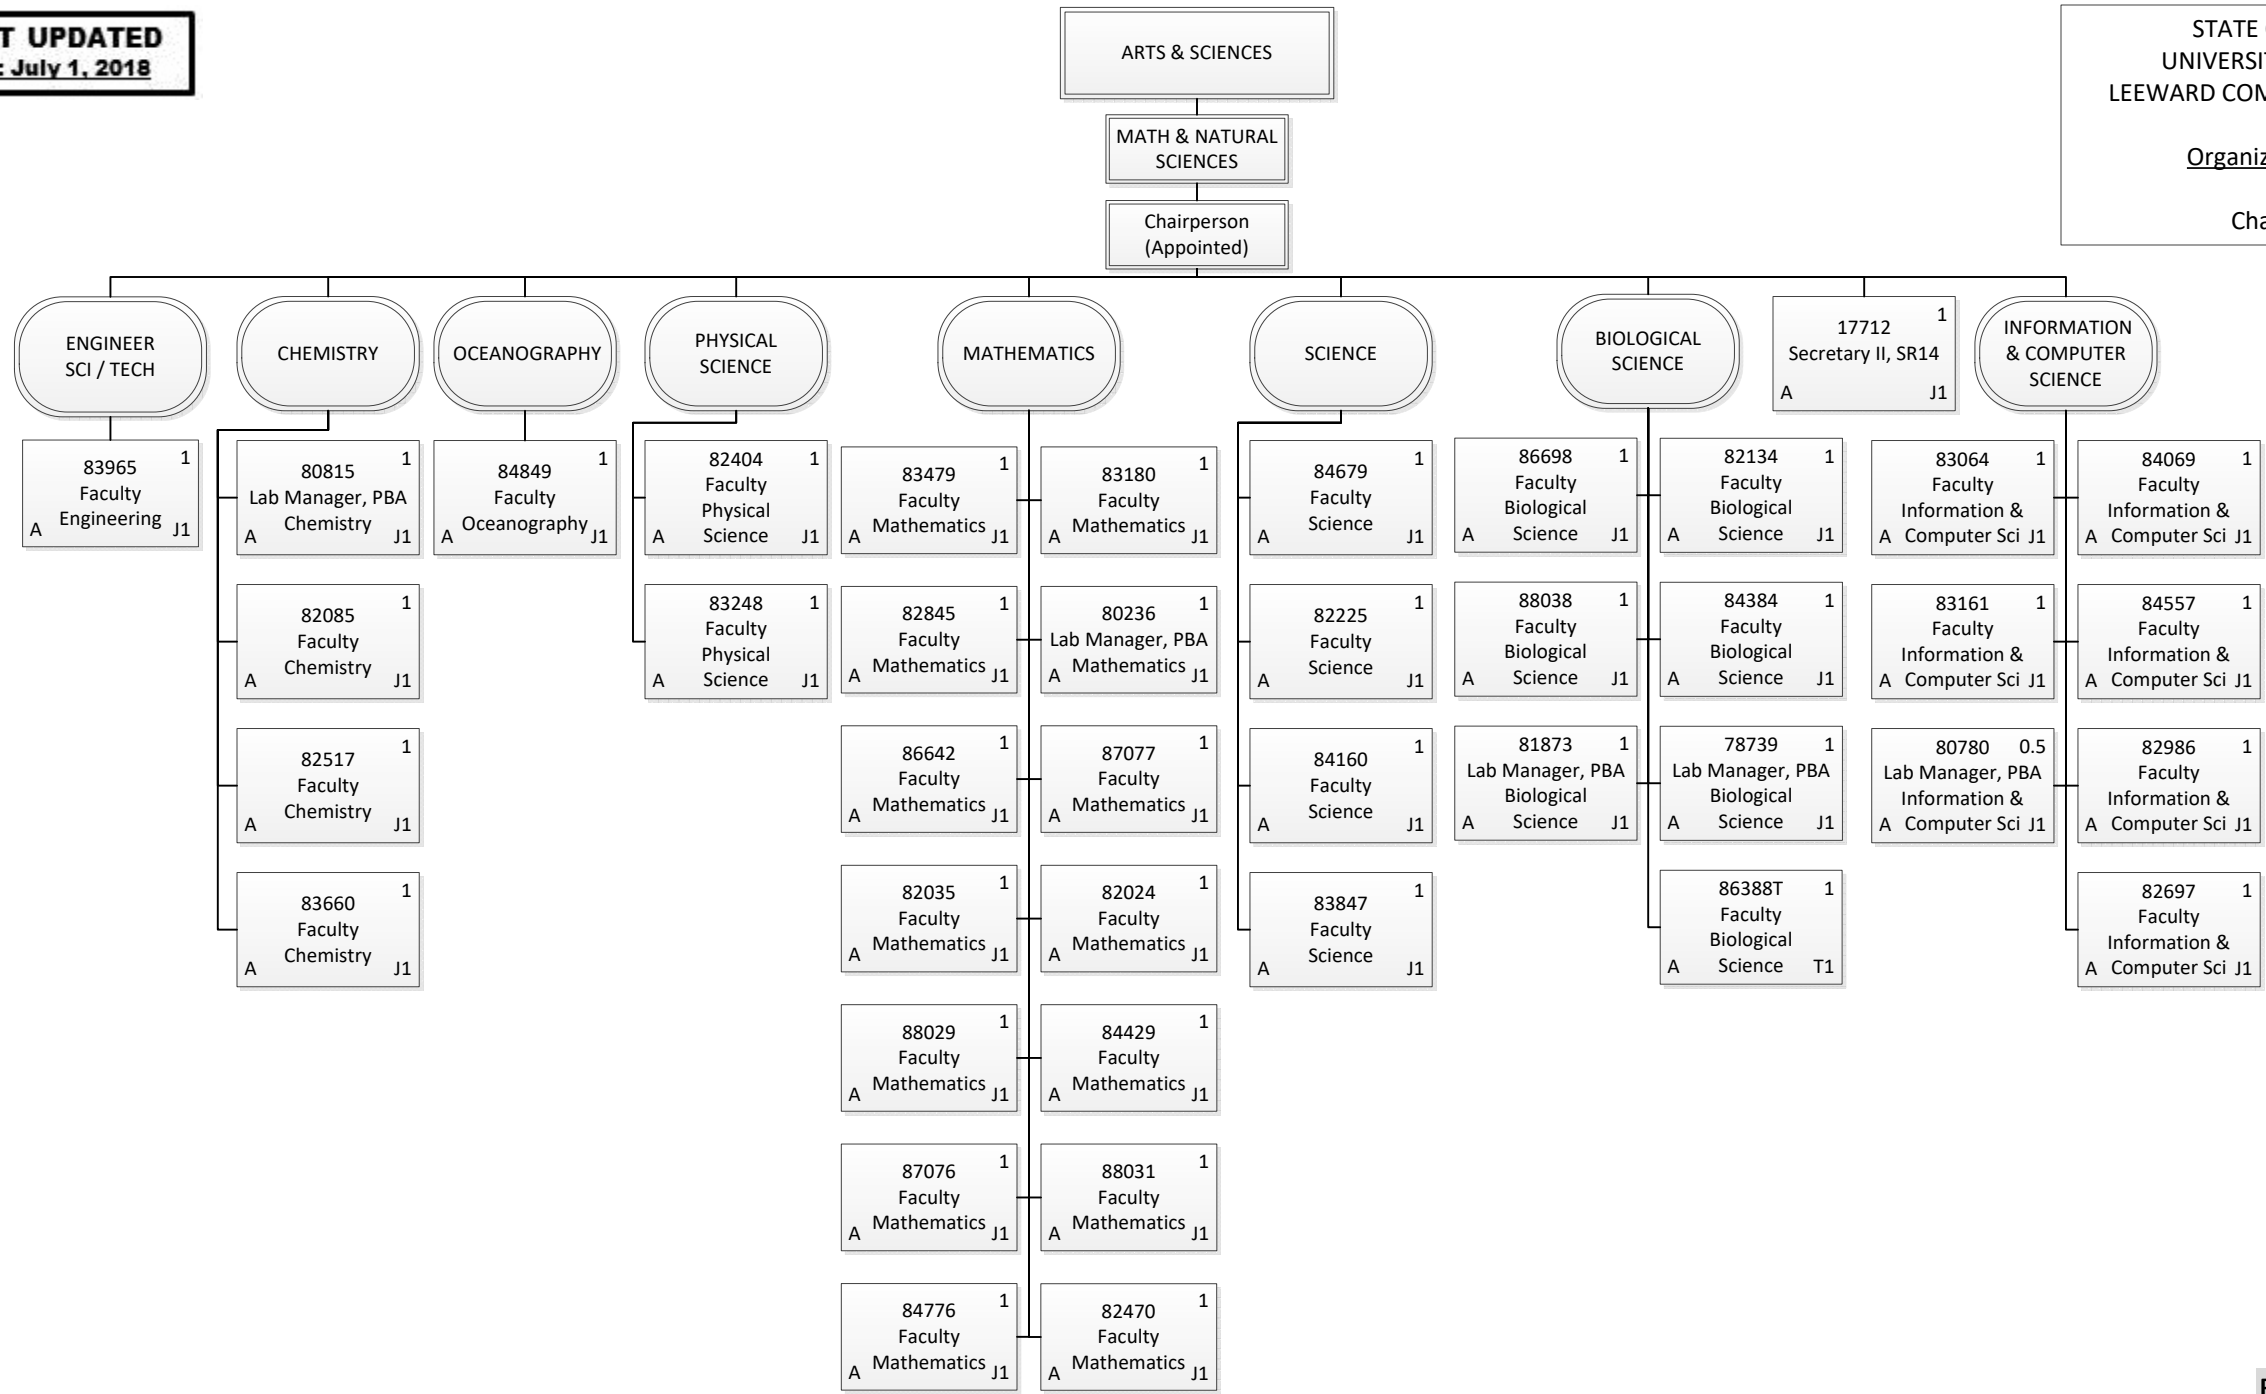 UPDATED
: July 1, 2018
ARTS & SCIENCES
STATE
LEEWARD
MATH & NATURAL
SCIENCES
Chairperson
(Appointed)
ENGINEER
SCI / TECH
CHEMISTRY
OCEANOGRAPHY
PHYSICAL
SCIENCE
MATHEMATICS
SCIENCE
BIOLOGICAL
SCIENCE
17712 1
Secretary II, SR14
A J1
INFORMATION
& COMPUTER
SCIENCE
83965 1
Faculty
Engineering
A J1
80815 1
Lab Manager, PBA
Chemistry
A J1
82085 1
Faculty
Chemistry
A J1
82517 1
Faculty
Chemistry
A J1
83660 1
Faculty
Chemistry
A J1
84849 1
Faculty
Oceanography
A J1
82404 1
Faculty
Physical
A Science J1
83248 1
Faculty
Physical
A Science J1
83479 1
Faculty
Mathematics
A J1
83180 1
Faculty
Mathematics
A J1
82845 1
Faculty
Mathematics
A J1
80236 1
Lab Manager, PBA
Mathematics
A J1
86642 1
Faculty
Mathematics
A J1
87077 1
Faculty
Mathematics
A J1
82035 1
Faculty
Mathematics
A J1
82024 1
Faculty
Mathematics
A J1
88029 1
Faculty
Mathematics
A J1
84429 1
Faculty
Mathematics
A J1
87076 1
Faculty
Mathematics
A J1
88031 1
Faculty
Mathematics
A J1
84776 1
Faculty
Mathematics
A J1
82470 1
Faculty
Mathematics
A J1
84679 1
Faculty
Science
A J1
82225 1
Faculty
Science
A J1
84160 1
Faculty
Science
A J1
83847 1
Faculty
Science
A J1
86698 1
Faculty
Biological
A Science J1
82134 1
Faculty
Biological
A Science J1
88038 1
Faculty
Biological
A Science J1
84384 1
Faculty
Biological
A Science J1
81873 1
Lab Manager, PBA
Biological
A Science J1
78739 1
Lab Manager, PBA
Biological
A Science J1
86388T 1
Faculty
Biological
A Science T1
83064 1
Faculty
Information &
A Computer Sci J1
84069 1
Faculty
Information &
A Computer Sci J1
83161 1
Faculty
Information &
A Computer Sci J1
84557 1
Faculty
Information &
A Computer Sci J1
80780 0.5
Lab Manager, PBA
Information &
A Computer Sci J1
82986 1
Faculty
Information &
A Computer Sci J1
82697 1
Faculty
Information &
A Computer Sci J1